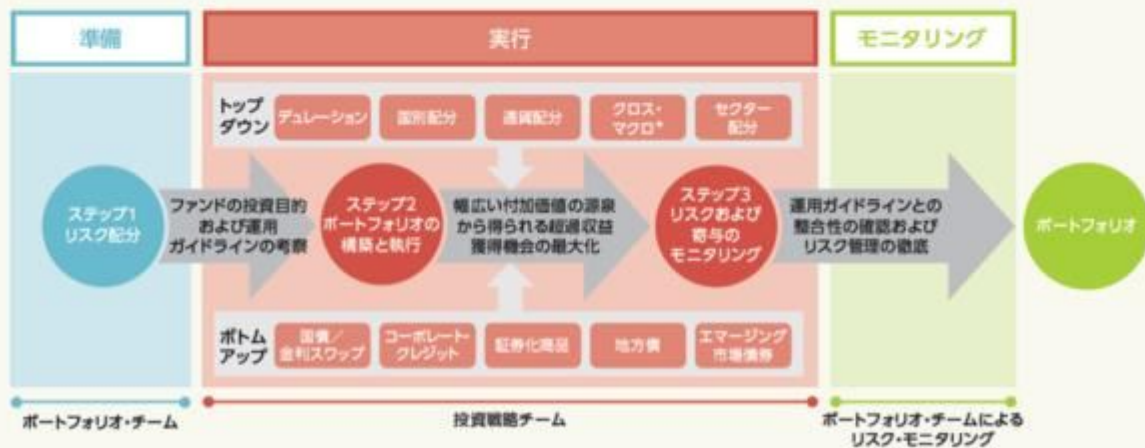 準備
実行
モニタリング
トップ
ダウン
デュレーション
国別配分
通貨配分
クロス・
マクロ*
セクター
配分
ステップ1
リスク配分
ファンドの投資目的
および運用
ガイドラインの考察
ステップ2
ポートフォリオの
構築と執行
幅広い付加価値の源泉
から得られる超過収益
獲得機会の最大化
ステップ3
リスクおよび
寄与の
モニタリング
運用ガイドラインとの
整合性の確認および
リスク管理の徹底
ポートフォリオ
ボトム
アップ
国債／
金利スワップ
コーポレート・
クレジット
証券化商品
地方債
エマージング
市場債券
ポートフォリオ・チーム
投資戦略チーム
ポートフォリオ・チームによる
リスク・モニタリング